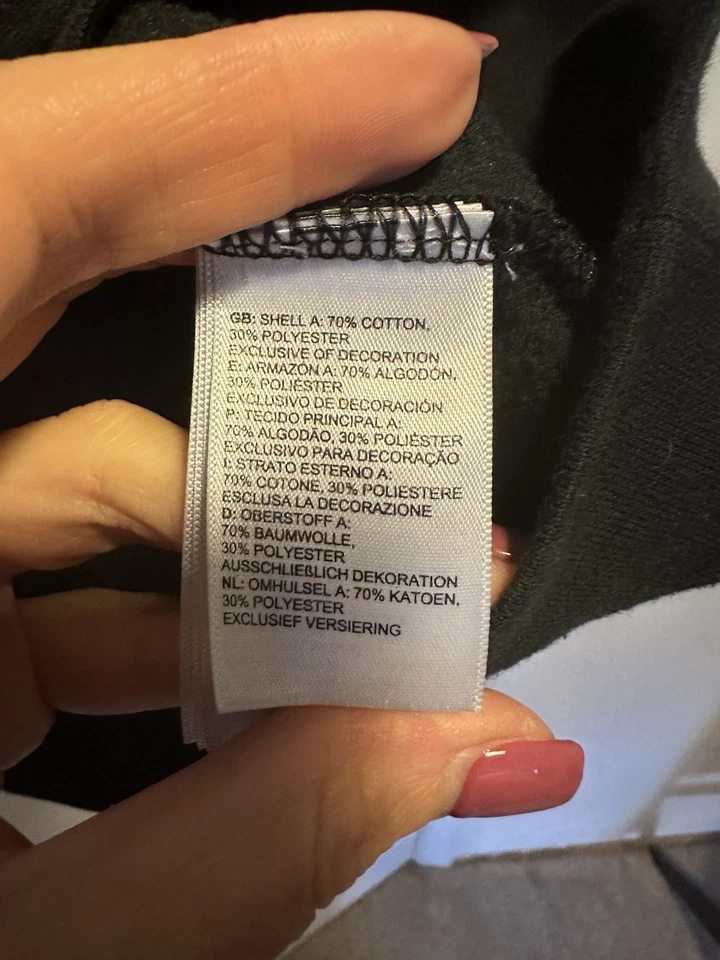 GB: SHELL A: 70% COTTON,
30% POLYESTER
EXCLUSIVE OF DECORATION
E: ARMAZON A: 70% ALGODÓN,
30% POLIÉSTER
EXCLUSIVO DE DECORACIÓN
P: TECIDO PRINCIPAL A:
70% ALGODÃO, 30% POLIÉSTER
EXCLUSIVO PARA DECORAÇÃO
I: STRATO ESTERNO A:
70% COTONE, 30% POLIESTERE
ESCLUSA LA DECORAZIONE
D: OBERSTOFF A:
70% BAUMWOLLE,
30% POLYESTER
AUSSCHLIEßLICH DEKORATION
NL: OMHULSEL A: 70% KATOEN,
30% POLYESTER
EXCLUSIEF VERSIERING